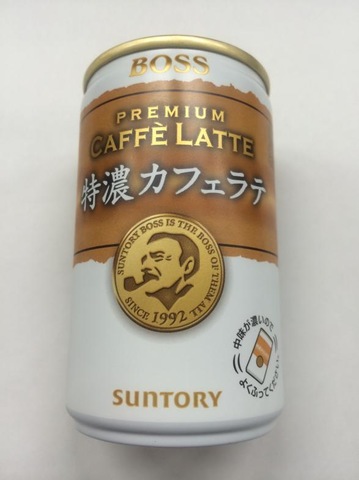 BOSS
PREMIUM
CAFFÈ LATTE
特濃カフェラテ
SUNTORY BOSS IS THE BOSS OF THEM ALL
SINCE 1992
中味が濃いので
よくふってください。
SUNTORY